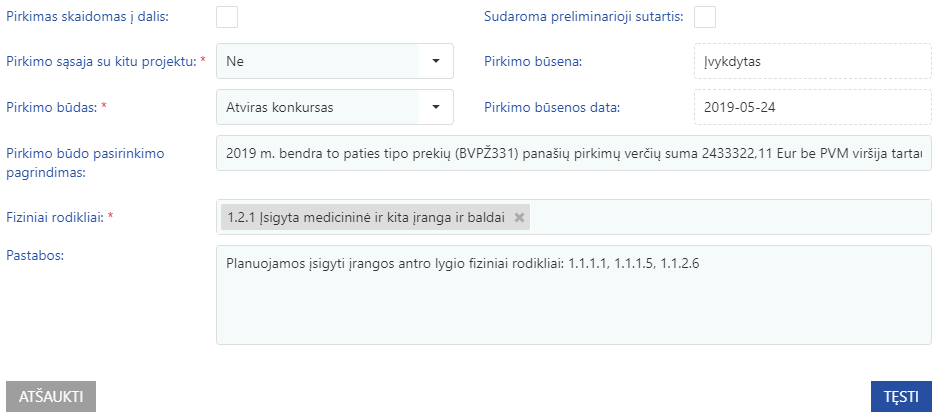 Pirkimas skaidomas į dalis:
Sudaroma preliminarioji sutartis:
Pirkimo sąsaja su kitu projektu: * Ne
Pirkimo būsena: Įvykdytas
Pirkimo būdas: * Atviras konkursas
Pirkimo būsenos data: 2019-05-24
Pirkimo būdo pasirinkimo
pagrindimas:
2019 m. bendra to paties tipo prekių (BVPŽ331) panašių pirkimų verčių suma 2433322,11 Eur be PVM viršija tartau
Fiziniai rodikliai: * 1.2.1 Įsigyta medicininė ir kita įranga ir baldai ×
Pastabos:
Planuojamos įsigyti įrangos antro lygio fiziniai rodikliai: 1.1.1.1, 1.1.1.5, 1.1.2.6
ATŠAUKTI
TĘSTI